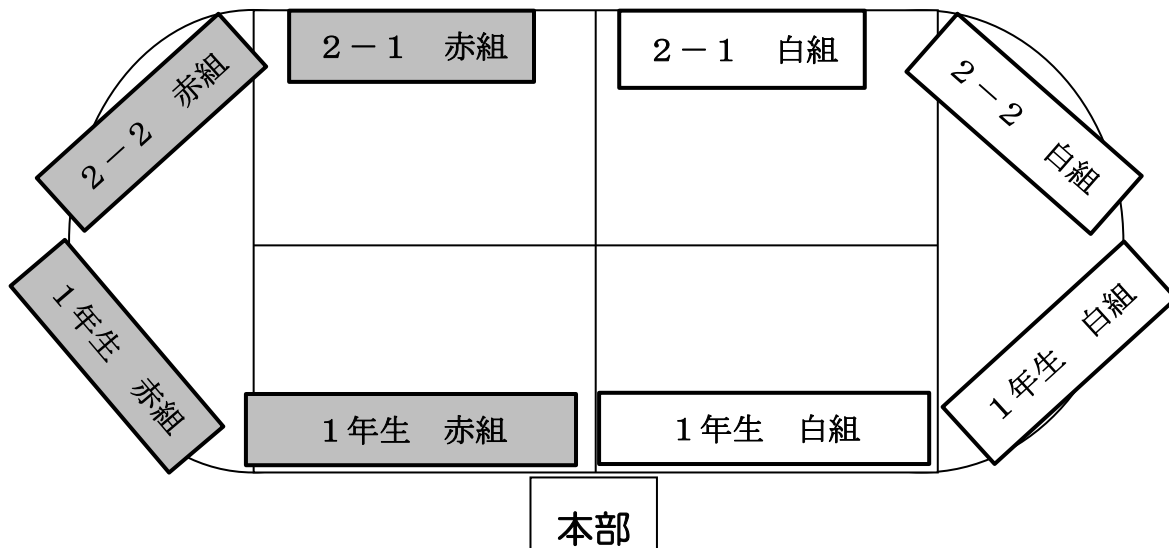 ２－１　赤組
２－１　白組
２－２　赤組
２－２　白組
１年生　赤組
１年生　赤組
１年生　白組
１年生　白組
本部